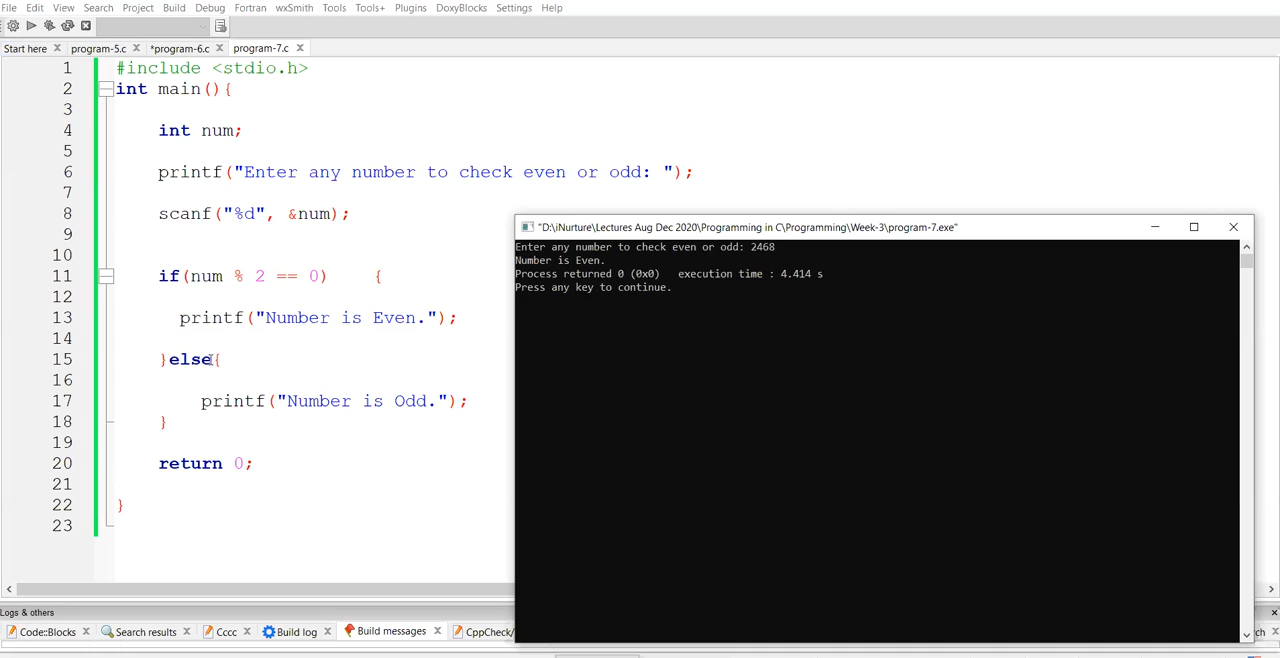 File Edit View Search Project Build Debug Fortran wxSmith Tools Tools+ Plugins DoxyBlocks Settings Help
Start here program-5.c *program-6.c program-7.c
1 #include <stdio.h>
2 int main(){
3
4 int num;
5
6 printf("Enter any number to check even or odd: ");
7
8 scanf("%d", &num);
9
10
11 if(num % 2 == 0) {
12
13 printf("Number is Even.");
14
15 }else{
16
17 printf("Number is Odd.");
18 }
19
20 return 0;
21
22 }
23
"D:\iNurture\Lectures Aug Dec 2020\Programming in C\Programming\Week-3\program-7.exe"
Enter any number to check even or odd: 2468
Number is Even.
Process returned 0 (0x0) execution time : 4.414 s
Press any key to continue.
Logs & others
Code::Blocks Search results Cccc Build log Build messages CppCheck/